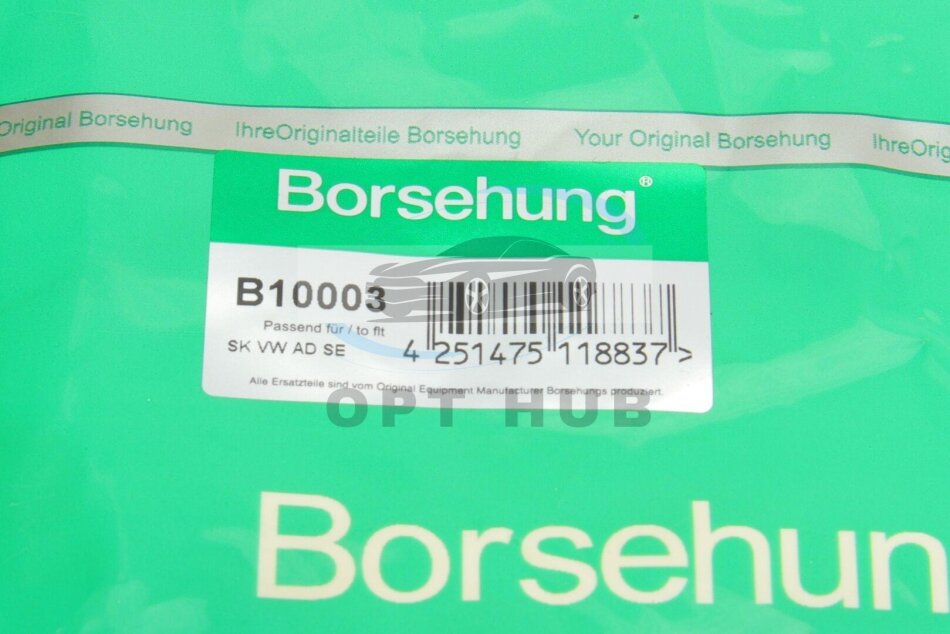 Original Borsehung IhreOriginalteile Borsehung Your Original Borsehung IhreOrig
Borsehung®
B10003
Passend für / to fit
SK VW AD SE
4 251475 118837 >
Alle Ersatzteile sind vom Original Equipment Manufacturer Borsehungs produziert.
OPT HUB
Borsehun